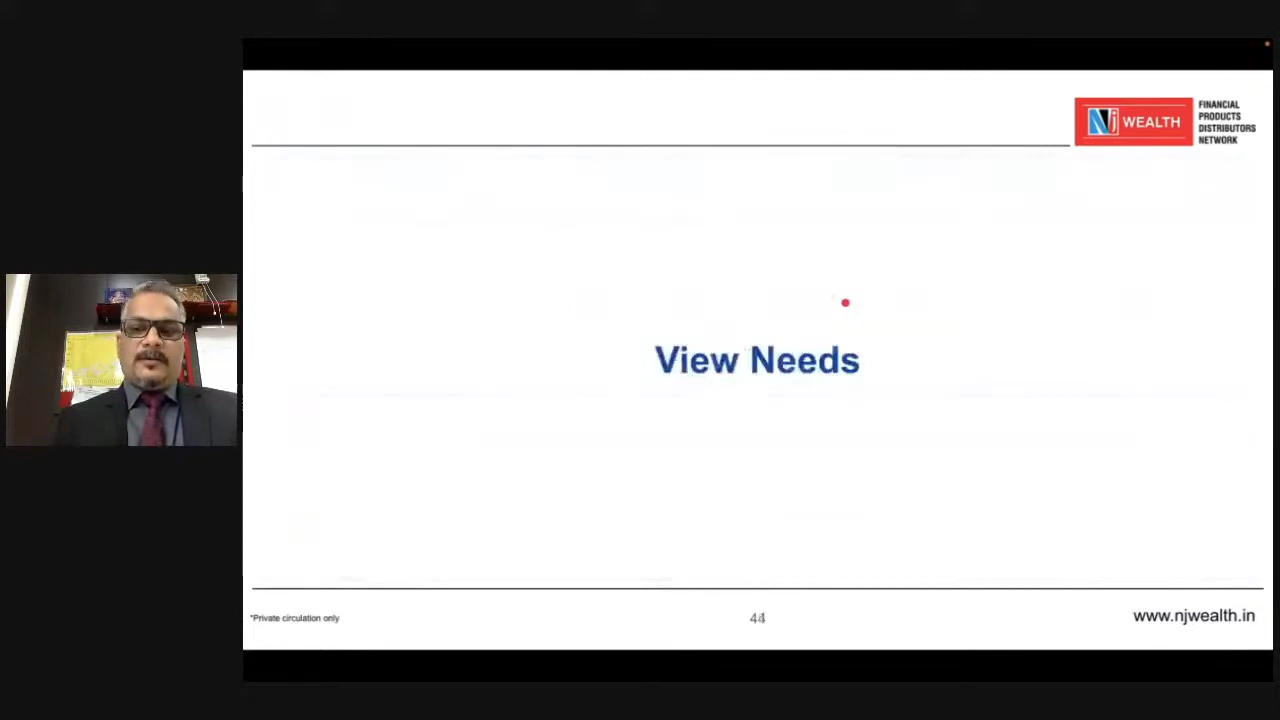 Nj WEALTH
FINANCIAL
PRODUCTS
DISTRIBUTORS
NETWORK
View Needs
*Private circulation only
44
www.njwealth.in